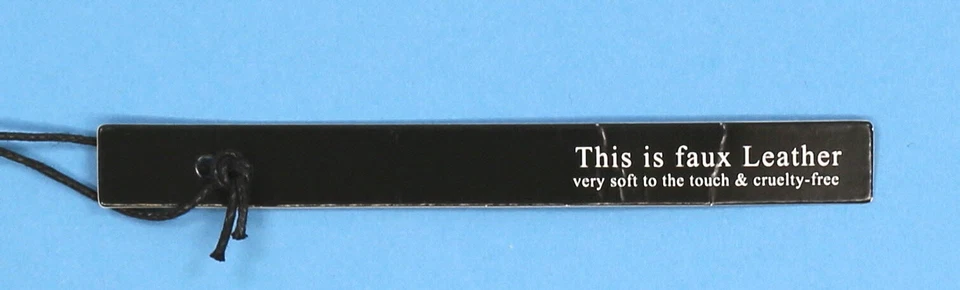 This is faux Leather
very soft to the touch & cruelty-free